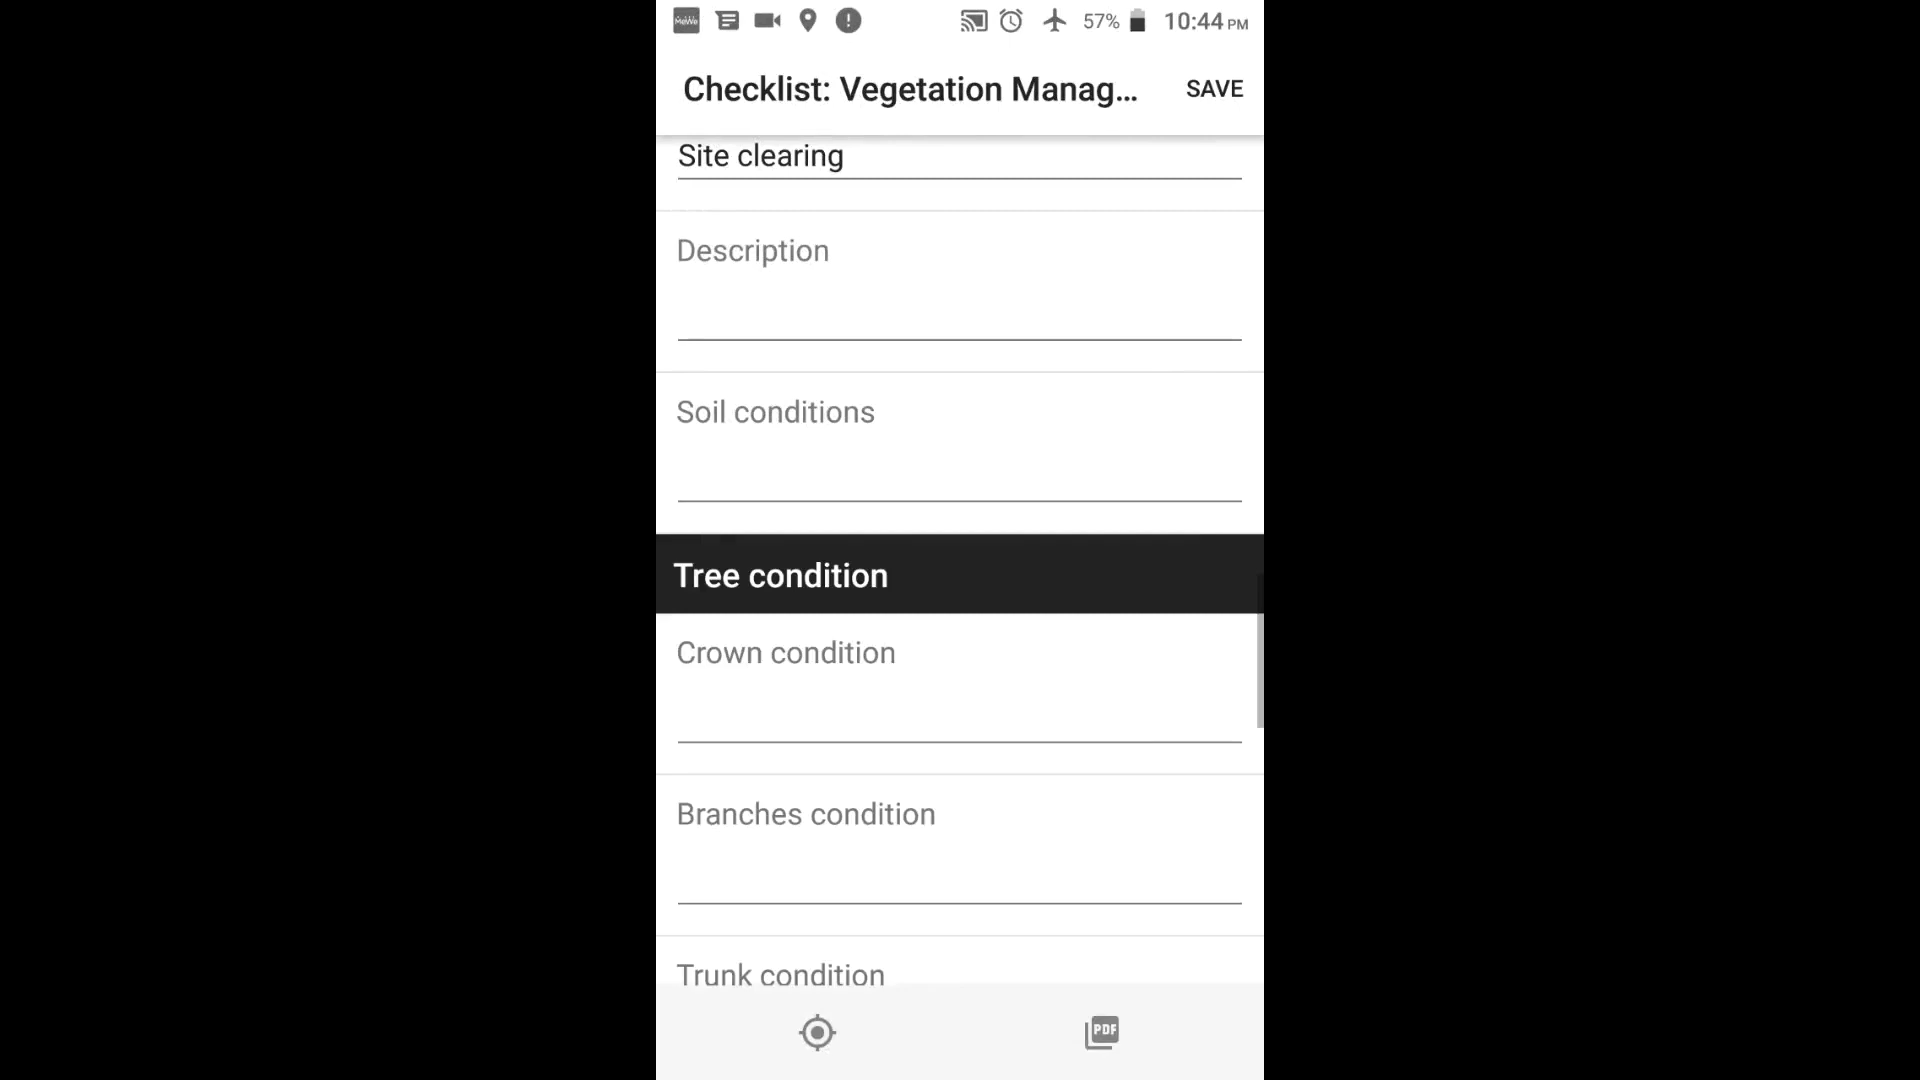 MeWe
57%
10:44 PM
Checklist: Vegetation Manag...
SAVE
Site clearing
Description
Soil conditions
Tree condition
Crown condition
Branches condition
Trunk condition
PDF